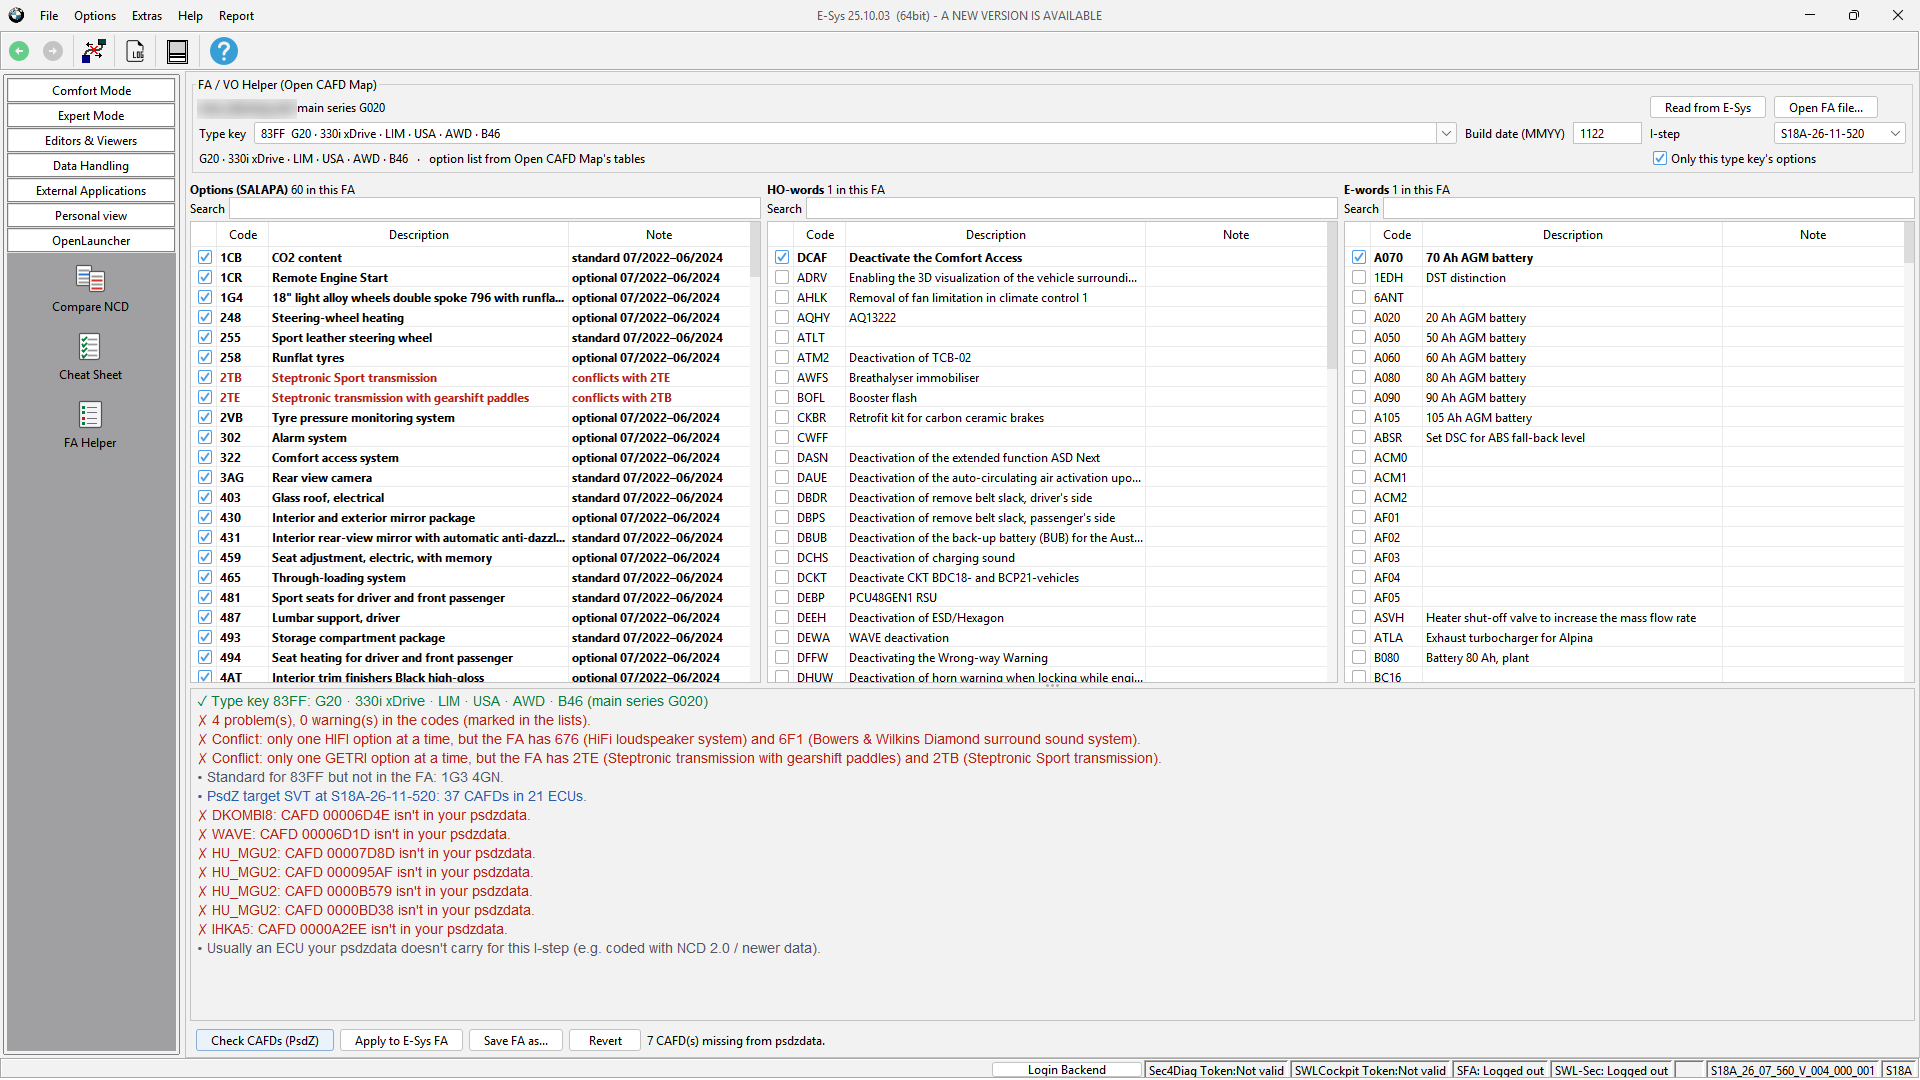 File Options Extras Help Report
E-Sys 25.10.03 (64bit) - A NEW VERSION IS AVAILABLE
LOG
?
Comfort Mode
Expert Mode
Editors & Viewers
Data Handling
External Applications
Personal view
OpenLauncher
Compare NCD
Cheat Sheet
FA Helper
FA / VO Helper (Open CAFD Map)
main series G020
Read from E-Sys Open FA file...
Type key 83FF G20 · 330i xDrive · LIM · USA · AWD · B46 Build date (MMYY) 1122 I-step S18A-26-11-520
G20 · 330i xDrive · LIM · USA · AWD · B46 · option list from Open CAFD Map's tables
Only this type key's options
Options (SALAPA) 60 in this FA
Search
Code Description Note
1CB CO2 content standard 07/2022–06/2024
1CR Remote Engine Start optional 07/2022–06/2024
1G4 18" light alloy wheels double spoke 796 with runfla... optional 07/2022–06/2024
248 Steering-wheel heating optional 07/2022–06/2024
255 Sport leather steering wheel standard 07/2022–06/2024
258 Runflat tyres optional 07/2022–06/2024
2TB Steptronic Sport transmission conflicts with 2TE
2TE Steptronic transmission with gearshift paddles conflicts with 2TB
2VB Tyre pressure monitoring system optional 07/2022–06/2024
302 Alarm system optional 07/2022–06/2024
322 Comfort access system optional 07/2022–06/2024
3AG Rear view camera standard 07/2022–06/2024
403 Glass roof, electrical standard 07/2022–06/2024
430 Interior and exterior mirror package optional 07/2022–06/2024
431 Interior rear-view mirror with automatic anti-dazzl... standard 07/2022–06/2024
459 Seat adjustment, electric, with memory optional 07/2022–06/2024
465 Through-loading system standard 07/2022–06/2024
481 Sport seats for driver and front passenger standard 07/2022–06/2024
487 Lumbar support, driver optional 07/2022–06/2024
493 Storage compartment package standard 07/2022–06/2024
494 Seat heating for driver and front passenger optional 07/2022–06/2024
4AT Interior trim finishers Black high-gloss optional 07/2022–06/2024
HO-words 1 in this FA
Search
Code Description Note
DCAF Deactivate the Comfort Access
ADRV Enabling the 3D visualization of the vehicle surroundi...
AHLK Removal of fan limitation in climate control 1
AQHY AQ13222
ATLT
ATM2 Deactivation of TCB-02
AWFS Breathalyser immobiliser
BOFL Booster flash
CKBR Retrofit kit for carbon ceramic brakes
CWFF
DASN Deactivation of the extended function ASD Next
DAUE Deactivation of the auto-circulating air activation upo...
DBDR Deactivation of remove belt slack, driver's side
DBPS Deactivation of remove belt slack, passenger's side
DBUB Deactivation of the back-up battery (BUB) for the Aust...
DCHS Deactivation of charging sound
DCKT Deactivate CKT BDC18- and BCP21-vehicles
DEBP PCU48GEN1 RSU
DEEH Deactivation of ESD/Hexagon
DEWA WAVE deactivation
DFFW Deactivating the Wrong-way Warning
DHUW Deactivation of horn warning when locking while engi...
E-words 1 in this FA
Search
Code Description Note
A070 70 Ah AGM battery
1EDH DST distinction
6ANT
A020 20 Ah AGM battery
A050 50 Ah AGM battery
A060 60 Ah AGM battery
A080 80 Ah AGM battery
A090 90 Ah AGM battery
A105 105 Ah AGM battery
ABSR Set DSC for ABS fall-back level
ACM0
ACM1
ACM2
AF01
AF02
AF03
AF04
AF05
ASVH Heater shut-off valve to increase the mass flow rate
ATLA Exhaust turbocharger for Alpina
B080 Battery 80 Ah, plant
BC16
✓ Type key 83FF: G20 · 330i xDrive · LIM · USA · AWD · B46 (main series G020)
✗ 4 problem(s), 0 warning(s) in the codes (marked in the lists).
✗ Conflict: only one HIFI option at a time, but the FA has 676 (HiFi loudspeaker system) and 6F1 (Bowers & Wilkins Diamond surround sound system).
✗ Conflict: only one GETRI option at a time, but the FA has 2TE (Steptronic transmission with gearshift paddles) and 2TB (Steptronic Sport transmission).
• Standard for 83FF but not in the FA: 1G3 4GN.
• PsdZ target SVT at S18A-26-11-520: 37 CAFDs in 21 ECUs.
✗ DKOMBI8: CAFD 00006D4E isn't in your psdzdata.
✗ WAVE: CAFD 00006D1D isn't in your psdzdata.
✗ HU_MGU2: CAFD 00007D8D isn't in your psdzdata.
✗ HU_MGU2: CAFD 000095AF isn't in your psdzdata.
✗ HU_MGU2: CAFD 0000B579 isn't in your psdzdata.
✗ HU_MGU2: CAFD 0000BD38 isn't in your psdzdata.
✗ IHKA5: CAFD 0000A2EE isn't in your psdzdata.
• Usually an ECU your psdzdata doesn't carry for this I-step (e.g. coded with NCD 2.0 / newer data).
Check CAFDs (PsdZ) Apply to E-Sys FA Save FA as... Revert 7 CAFD(s) missing from psdzdata.
Login Backend Sec4Diag Token:Not valid SWLCockpit Token:Not valid SFA: Logged out SWL-Sec: Logged out S18A_26_07_560_V_004_000_001 S18A